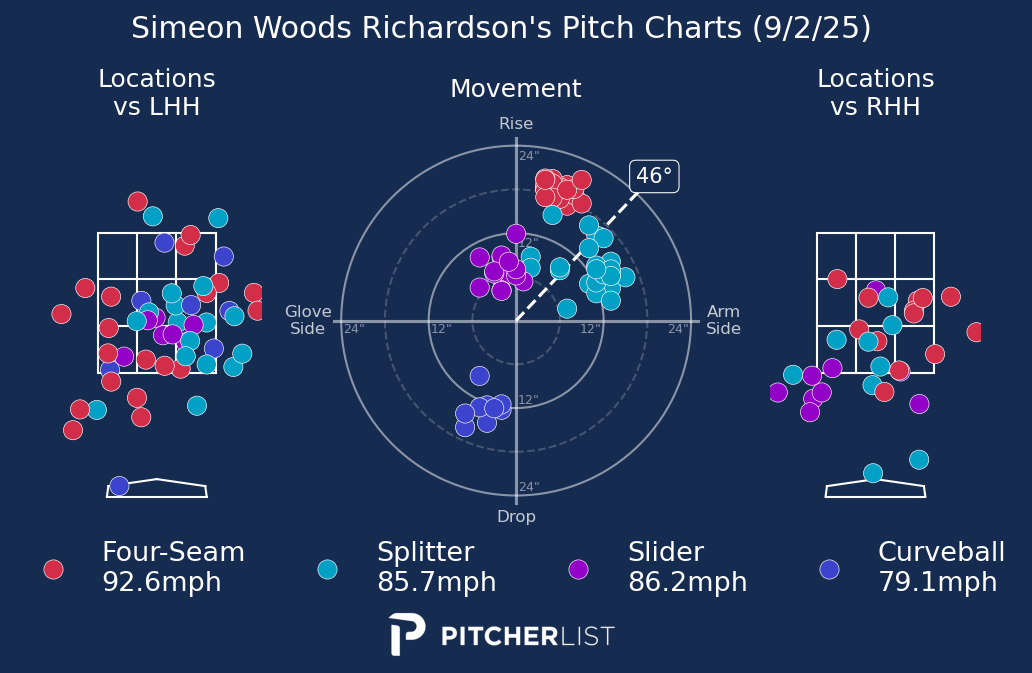 Simeon Woods Richardson's Pitch Charts (9/2/25)
Locations
vs LHH
Movement
Locations
vs RHH
Rise
24"
46°
12"
Glove
Side
24"
12"
12"
24"
Arm
Side
12"
24"
Drop
Four-Seam
92.6mph
Splitter
85.7mph
Slider
86.2mph
Curveball
79.1mph
PITCHERLIST